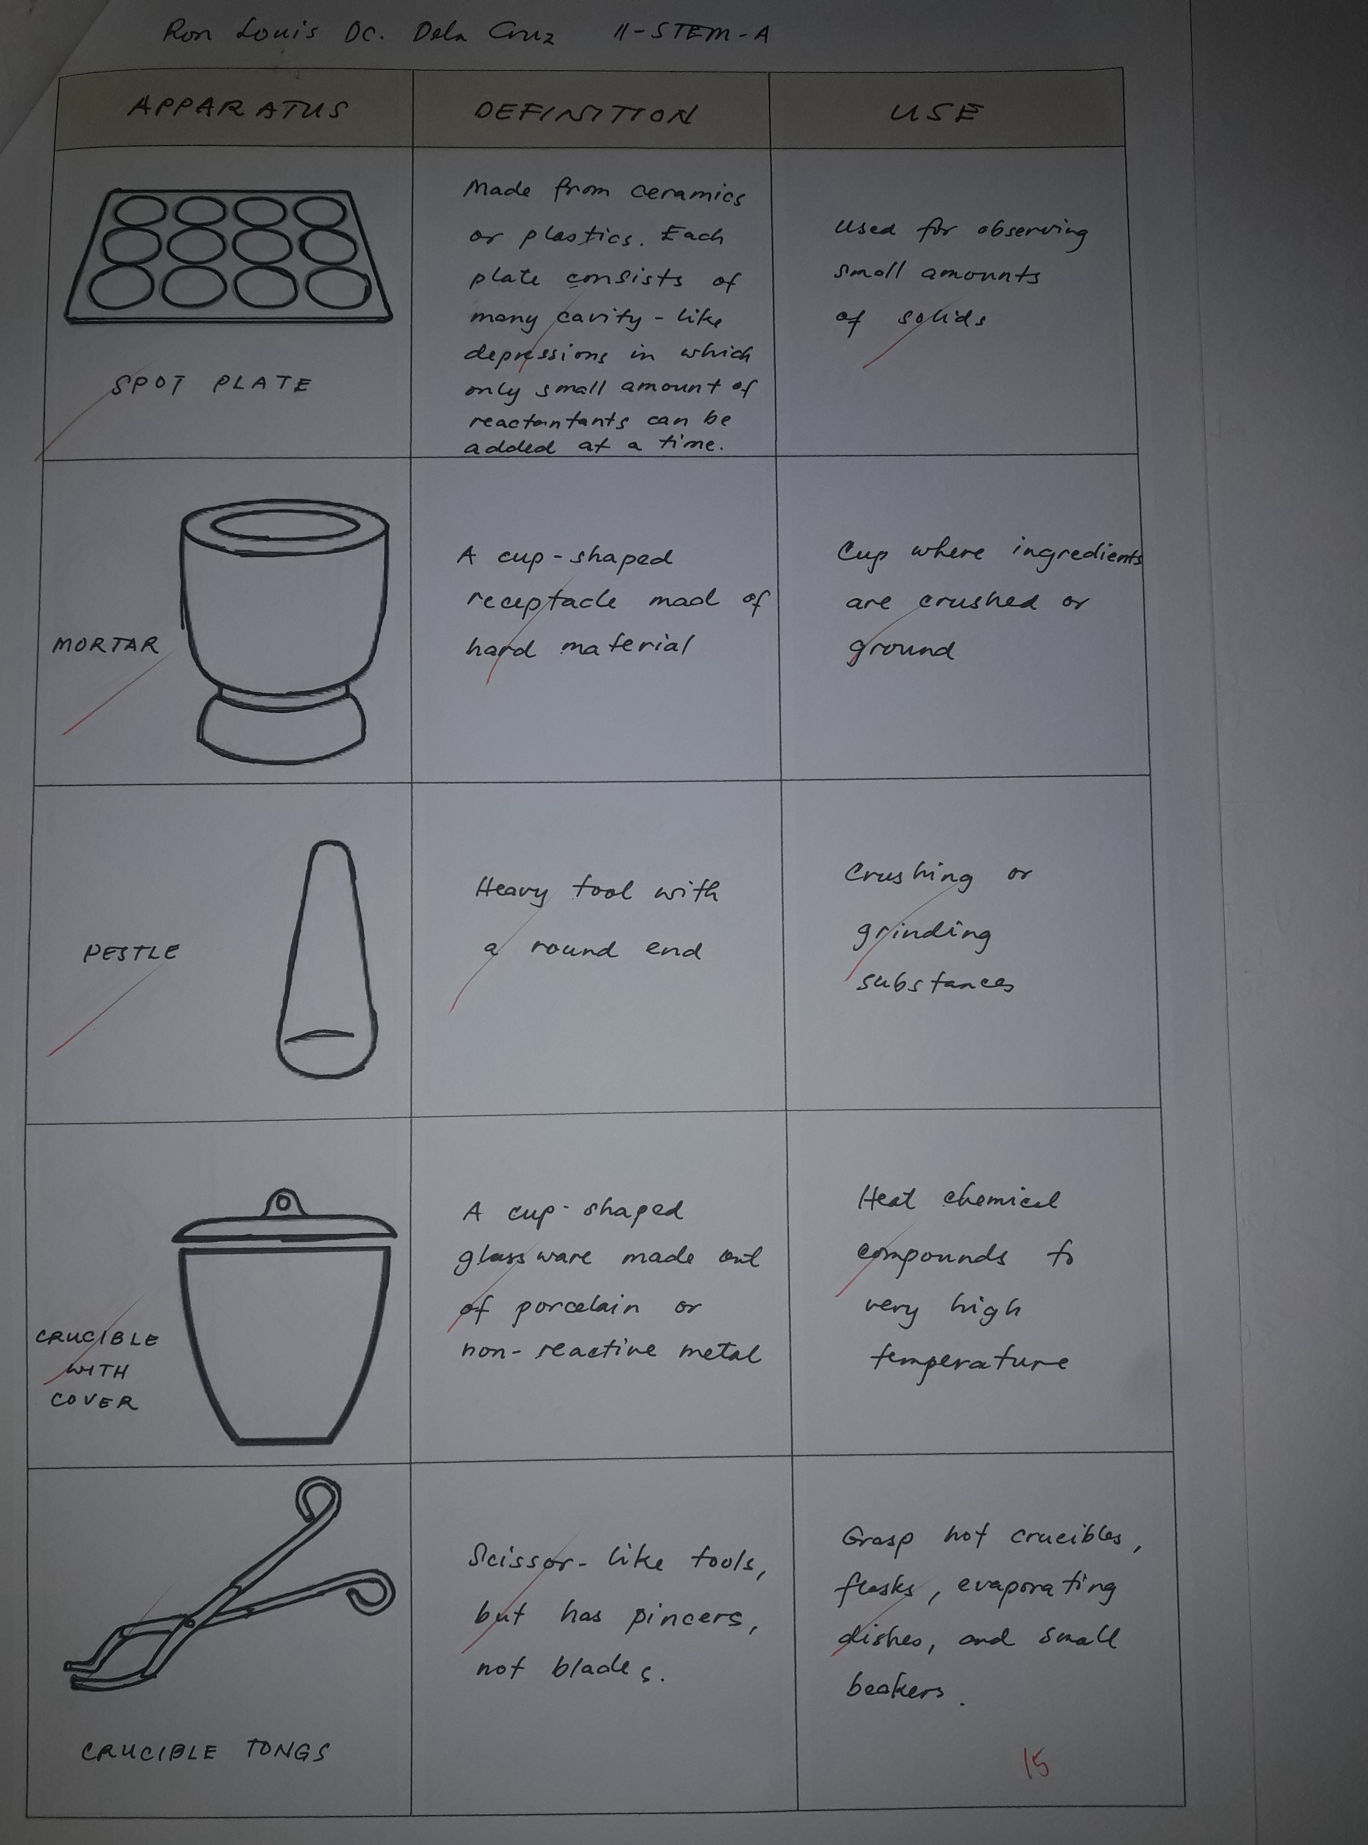 Ron Louis DC. Dela Cruz 11-STEM-A
APPARATUS DEFINITION USE
SPOT PLATE
Made from ceramics
or plastics. Each
plate consists of
many cavity-like
depressions in which
only small amount of
reactantants can be
added at a time.
Used for observing
small amounts
of solids
MORTAR
A cup-shaped
receptacle mad of
hard material
Cup where ingredients
are crushed or
ground
PESTLE
Heavy tool with
a round end
Crushing or
grinding
substances
CRUCIBLE
WITH
COVER
A cup-shaped
glassware made out
of porcelain or
non-reactive metal
Heat chemical
compounds to
very high
temperature
CRUCIBLE TONGS
Scissor-like tools,
but has pincers,
not blades.
Grasp hot crucibles,
flasks, evaporating
dishes, and small
beakers.
15